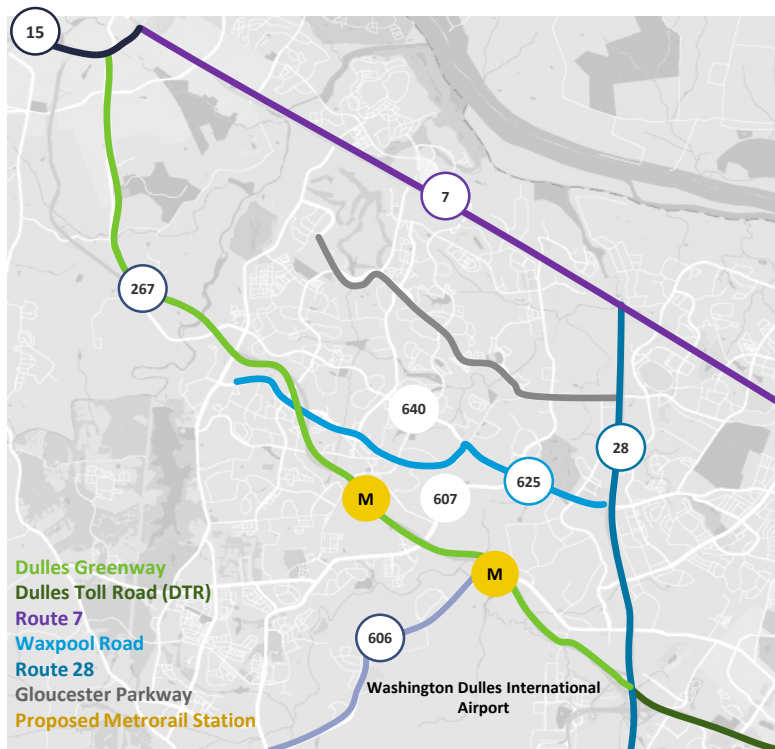 15
7
267
640
28
625
M
607
M
Dulles Greenway
Dulles Toll Road (DTR)
Route 7
Waxpool Road
Route 28
Gloucester Parkway
Proposed Metrorail Station
606
Washington Dulles International
Airport